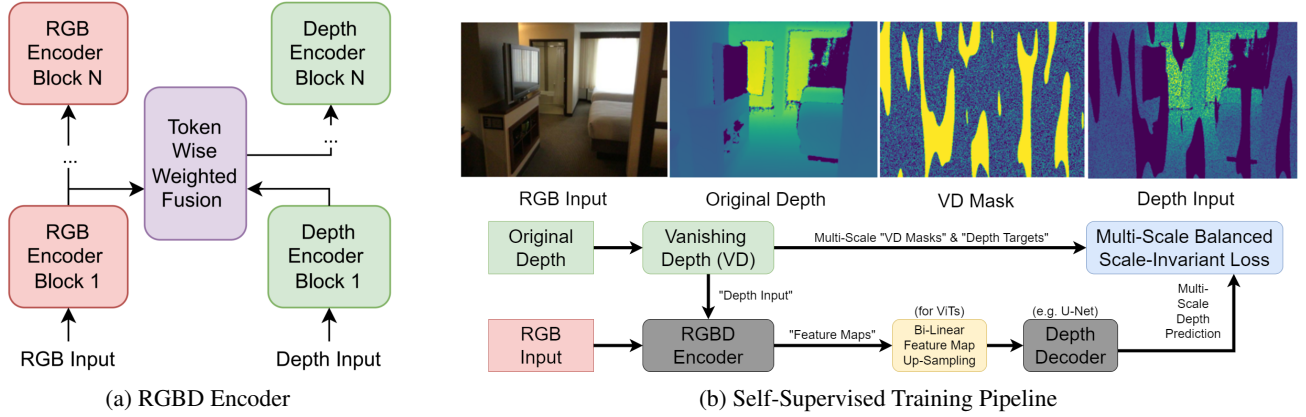 RGB
Encoder
Block N
...
Token
Wise
Weighted
Fusion
Depth
Encoder
Block N
...
RGB
Encoder
Block 1
Depth
Encoder
Block 1
RGB Input
Depth Input
(a) RGBD Encoder
RGB Input
Original Depth
VD Mask
Depth Input
Original
Depth
Vanishing
Depth (VD)
Multi-Scale "VD Masks" & "Depth Targets"
Multi-Scale Balanced
Scale-Invariant Loss
"Depth Input"
RGB
Input
RGBD
Encoder
"Feature Maps"
(for ViTs)
Bi-Linear
Feature Map
Up-Sampling
(e.g. U-Net)
Depth
Decoder
Multi-
Scale
Depth
Prediction
(b) Self-Supervised Training Pipeline